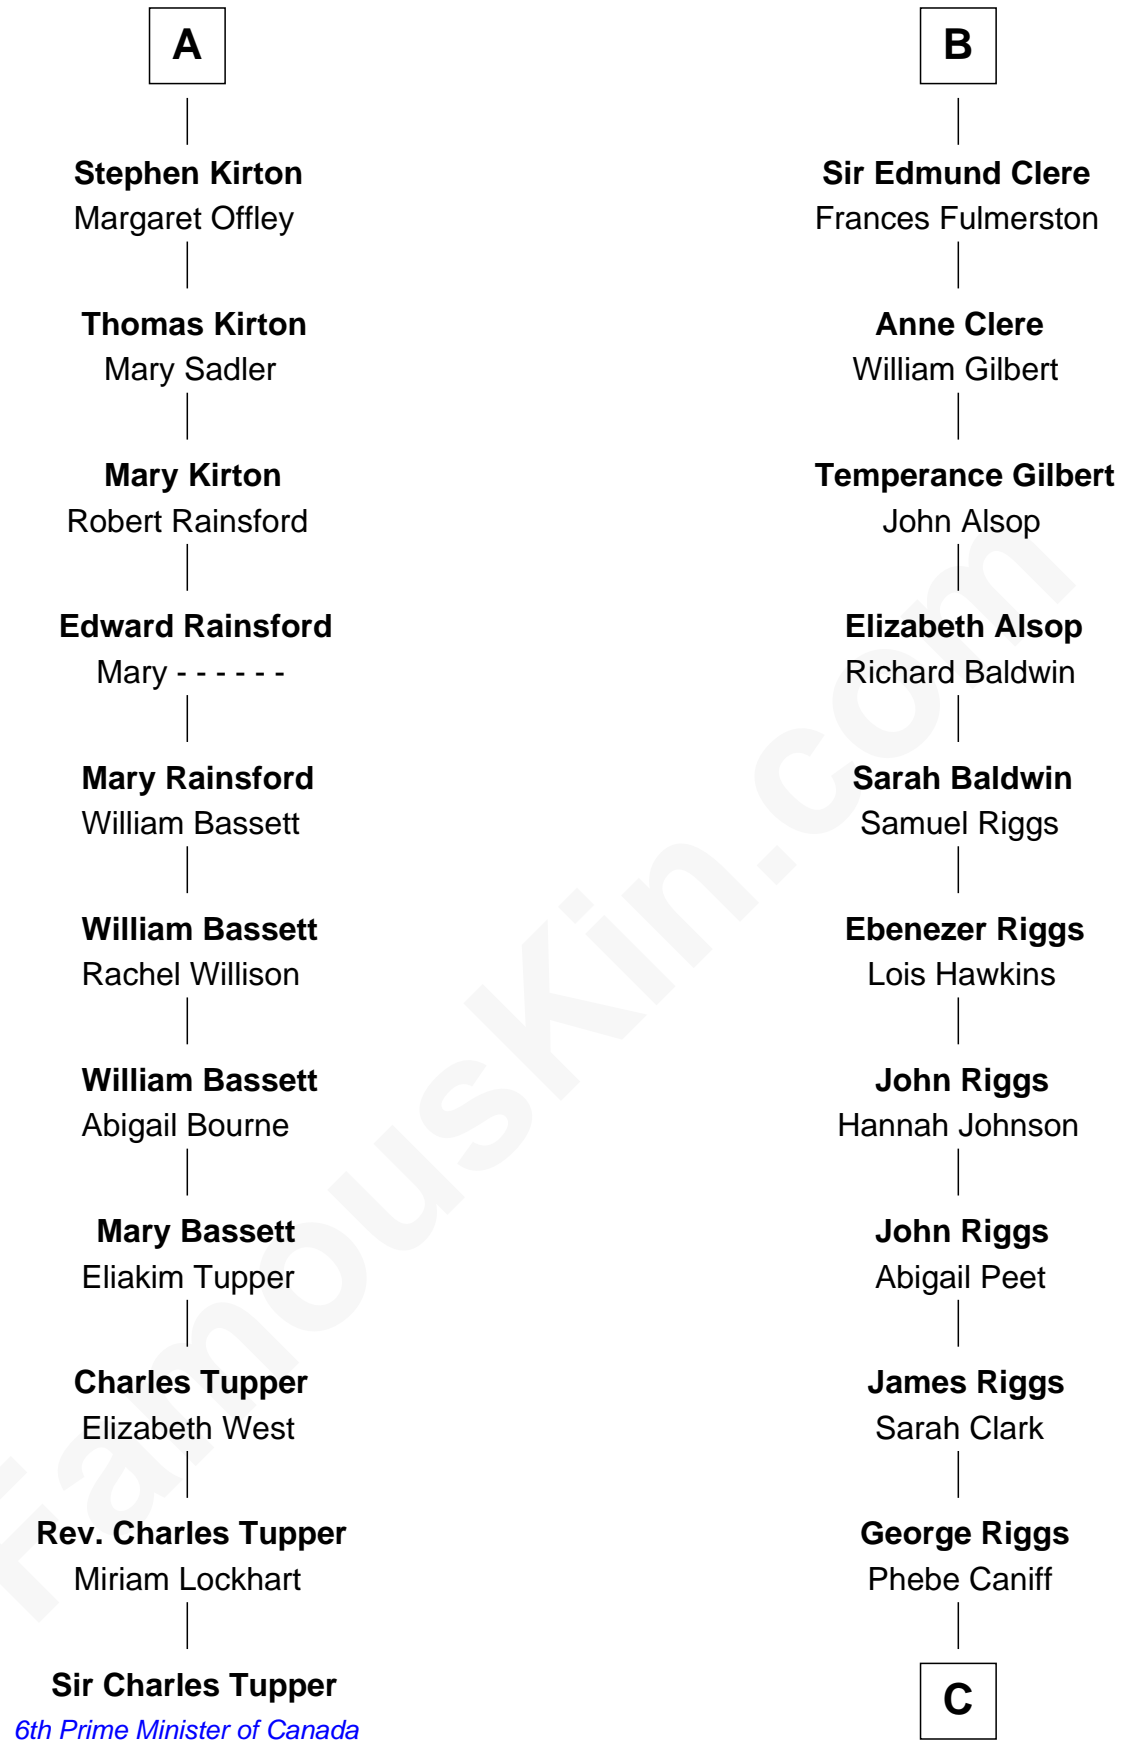 A
Stephen Kirton
Margaret Offley
Thomas Kirton
Mary Sadler
Mary Kirton
Robert Rainsford
Edward Rainsford
Mary - - - - - -
Mary Rainsford
William Bassett
William Bassett
Rachel Willison
William Bassett
Abigail Bourne
Mary Bassett
Eliakim Tupper
Charles Tupper
Elizabeth West
Rev. Charles Tupper
Miriam Lockhart
Sir Charles Tupper
6th Prime Minister of Canada
B
Sir Edmund Clere
Frances Fulmerston
Anne Clere
William Gilbert
Temperance Gilbert
John Alsop
Elizabeth Alsop
Richard Baldwin
Sarah Baldwin
Samuel Riggs
Ebenezer Riggs
Lois Hawkins
John Riggs
Hannah Johnson
John Riggs
Abigail Peet
James Riggs
Sarah Clark
George Riggs
Phebe Caniff
C
FamousKin.com